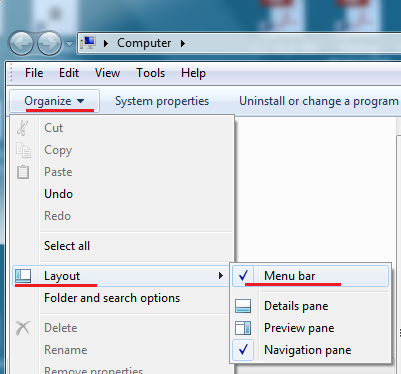 Computer
File Edit View Tools Help
Organize System properties Uninstall or change a program
Cut
Copy
Paste
Undo
Redo
Select all
Layout
Menu bar
Folder and search options
Details pane
Preview pane
Navigation pane
Delete
Rename
Remove properties